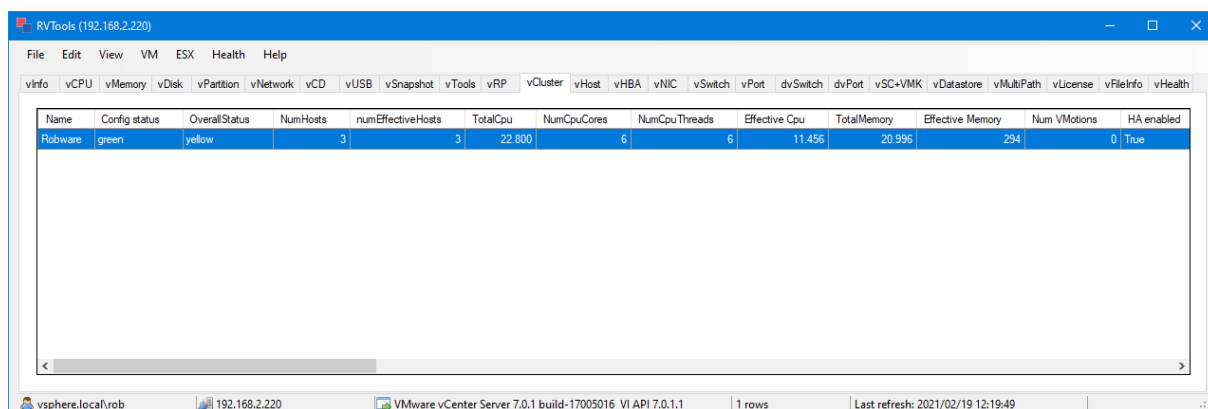 RVTools (192.168.2.220)
File Edit View VM ESX Health Help
vInfo vCPU vMemory vDisk vPartition vNetwork vCD vUSB vSnapshot vTools vRP vCluster vHost vHBA vNIC vSwitch vPort dvSwitch dvPort vSC+VMK vDatastore vMultiPath vLicense vFileInfo vHealth
Name Config status OverallStatus NumHosts numEffectiveHosts TotalCpu NumCpuCores NumCpuThreads Effective Cpu TotalMemory Effective Memory Num VMotions HA enabled
Robware green yellow 3 3 22.800 6 6 11.456 20.996 294 0 True
vsphere.local\rob 192.168.2.220 VMware vCenter Server 7.0.1 build-17005016 VI API 7.0.1.1 1 rows Last refresh: 2021/02/19 12:19:49